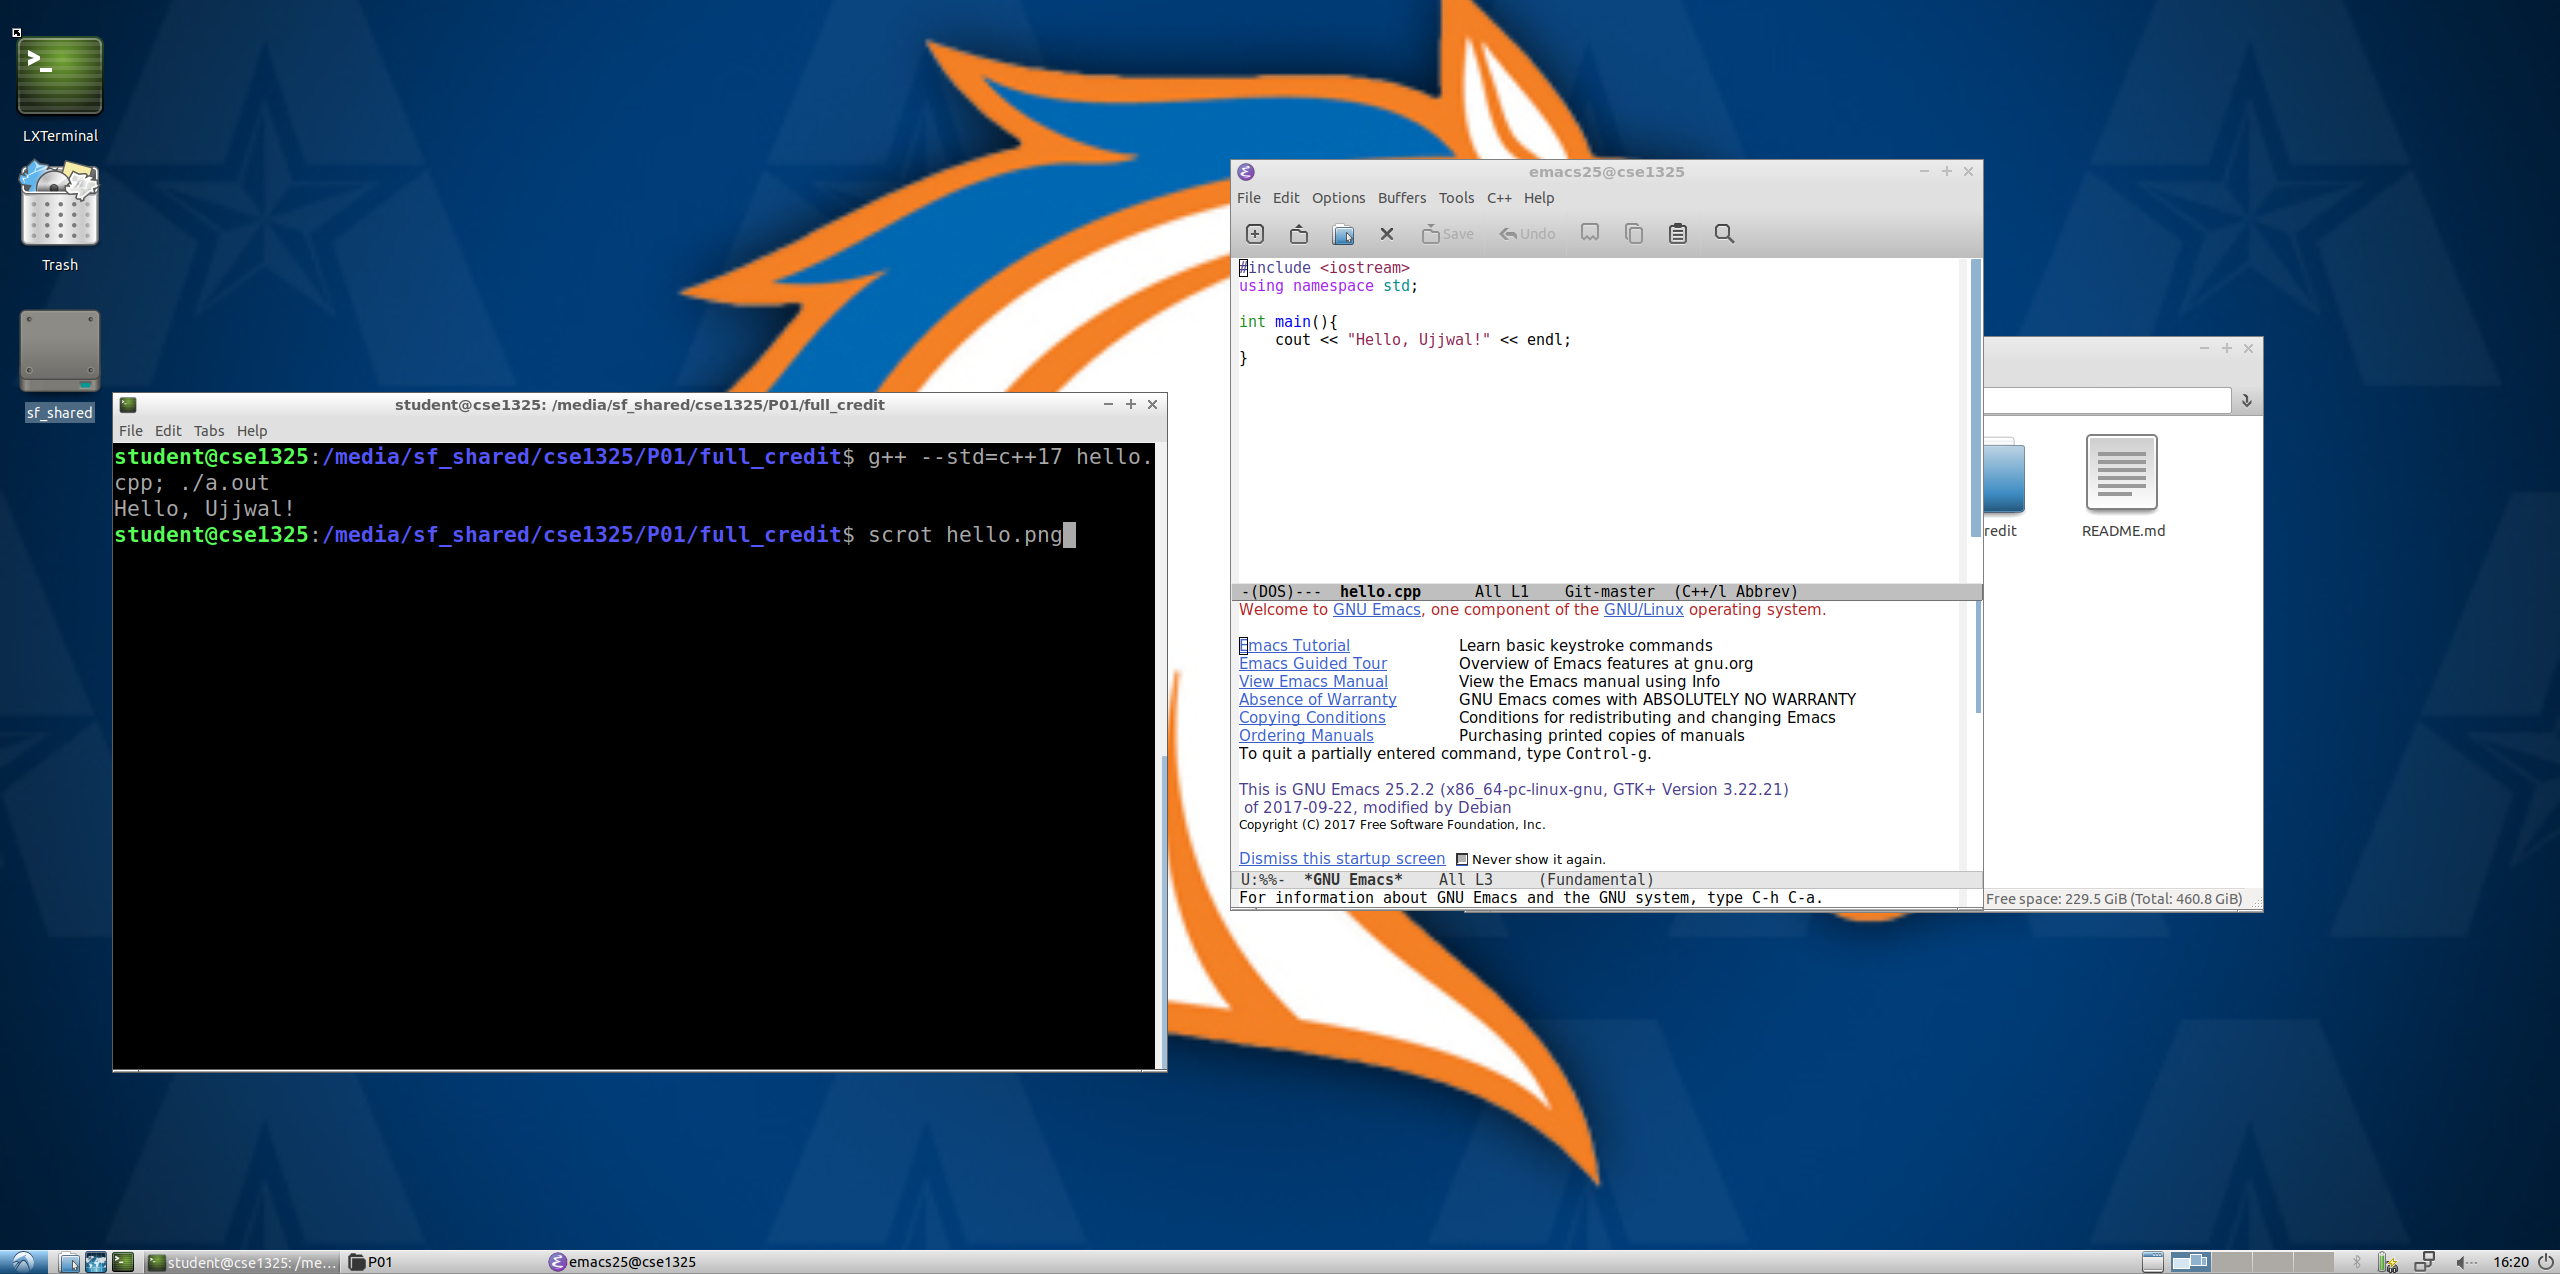 LXTerminal
Trash
sf_shared
student@cse1325: /media/sf_shared/cse1325/P01/full_credit
File Edit Tabs Help
student@cse1325:/media/sf_shared/cse1325/P01/full_credit$ g++ --std=c++17 hello.
cpp; ./a.out
Hello, Ujjwal!
student@cse1325:/media/sf_shared/cse1325/P01/full_credit$ scrot hello.png
emacs25@cse1325
File Edit Options Buffers Tools C++ Help
Save Undo
#include <iostream>
using namespace std;
int main(){
cout << "Hello, Ujjwal!" << endl;
}
-(DOS)--- hello.cpp All L1 Git-master (C++/l Abbrev)
Welcome to GNU Emacs, one component of the GNU/Linux operating system.
Emacs Tutorial Learn basic keystroke commands
Emacs Guided Tour Overview of Emacs features at gnu.org
View Emacs Manual View the Emacs manual using Info
Absence of Warranty GNU Emacs comes with ABSOLUTELY NO WARRANTY
Copying Conditions Conditions for redistributing and changing Emacs
Ordering Manuals Purchasing printed copies of manuals
To quit a partially entered command, type Control-g.
This is GNU Emacs 25.2.2 (x86_64-pc-linux-gnu, GTK+ Version 3.22.21)
of 2017-09-22, modified by Debian
Copyright (C) 2017 Free Software Foundation, Inc.
Dismiss this startup screen Never show it again.
U:%%- *GNU Emacs* All L3 (Fundamental)
For information about GNU Emacs and the GNU system, type C-h C-a.
redit
README.md
Free space: 229.5 GiB (Total: 460.8 GiB)
student@cse1325: /me...
P01
emacs25@cse1325
16:20